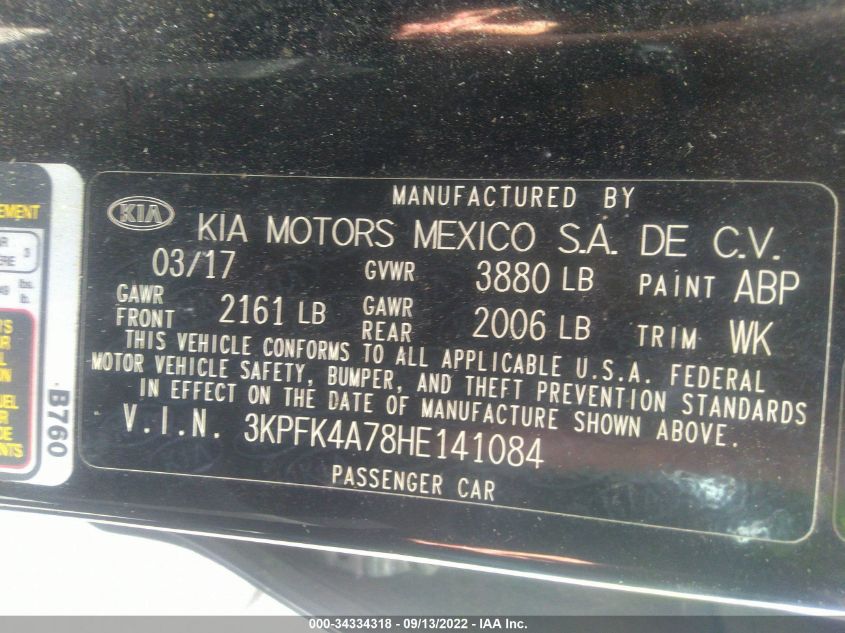 MANUFACTURED BY
KIA KIA MOTORS MEXICO S.A. DE C.V.
03/17 GVWR 3880 LB PAINT ABP
GAWR FRONT 2161 LB GAWR REAR 2006 LB TRIM WK
THIS VEHICLE CONFORMS TO ALL APPLICABLE U.S.A. FEDERAL
MOTOR VEHICLE SAFETY, BUMPER, AND THEFT PREVENTION STANDARDS
IN EFFECT ON THE DATE OF MANUFACTURE SHOWN ABOVE.
V.I.N. 3KPFK4A78HE141084
PASSENGER CAR
B760
000-34334318 - 09/13/2022 - IAA Inc.